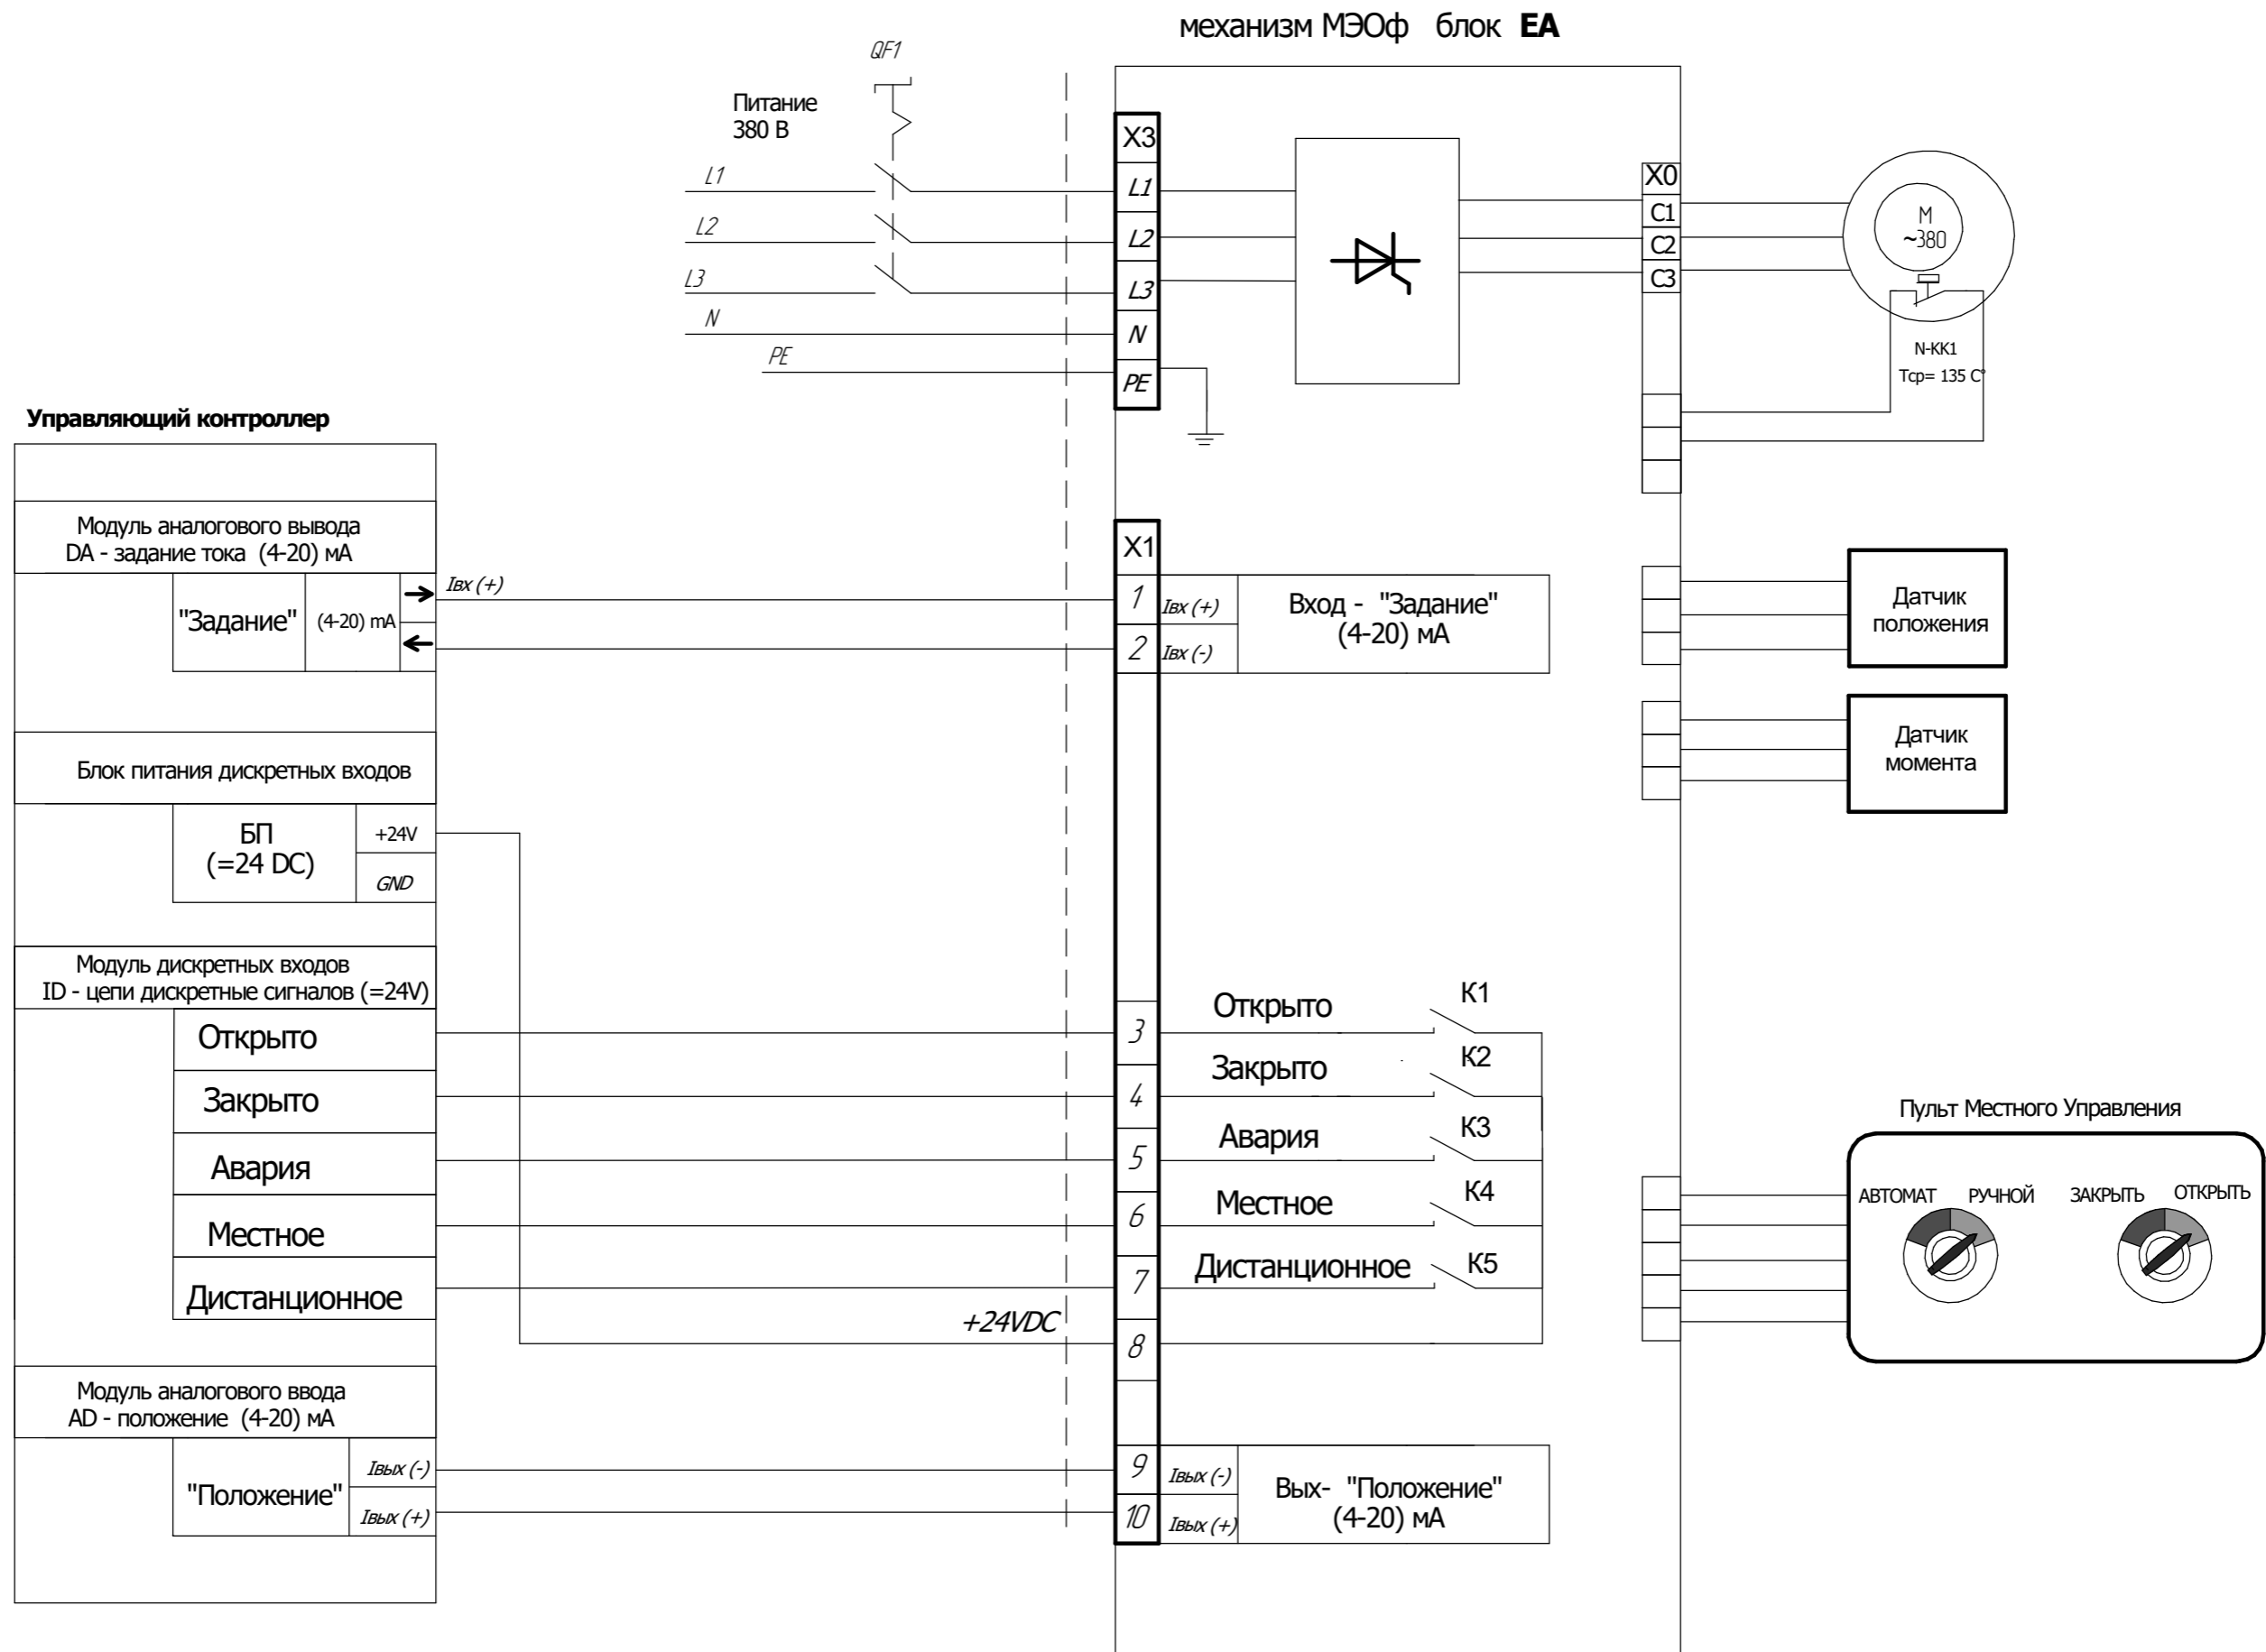 механизм МЭОф блок EA
QF1
Питание
380 В
L1
L2
L3
N
PE
X3
L1
L2
L3
N
PE
X0
C1
C2
C3
M
~380
N-KK1
Tср= 135 C°
Управляющий контроллер
Модуль аналогового вывода
DA - задание тока (4-20) мА
"Задание"
(4-20) mA
Iвх (+)
X1
1
Iвх (+)
2
Iвх (-)
Вход - "Задание"
(4-20) мА
Датчик
положения
Датчик
момента
Блок питания дискретных входов
БП
(=24 DC)
+24V
GND
Модуль дискретных входов
ID - цепи дискретные сигналов (=24V)
Открыто
Закрыто
Авария
Местное
Дистанционное
+24VDC
3
Открыто
К1
4
Закрыто
К2
5
Авария
К3
6
Местное
К4
7
Дистанционное
К5
8
Пульт Местного Управления
АВТОМАТ РУЧНОЙ ЗАКРЫТЬ ОТКРЫТЬ
Модуль аналогового ввода
AD - положение (4-20) мА
"Положение"
Iвых (-)
Iвых (+)
9
Iвых (-)
10
Iвых (+)
Вых- "Положение"
(4-20) мА